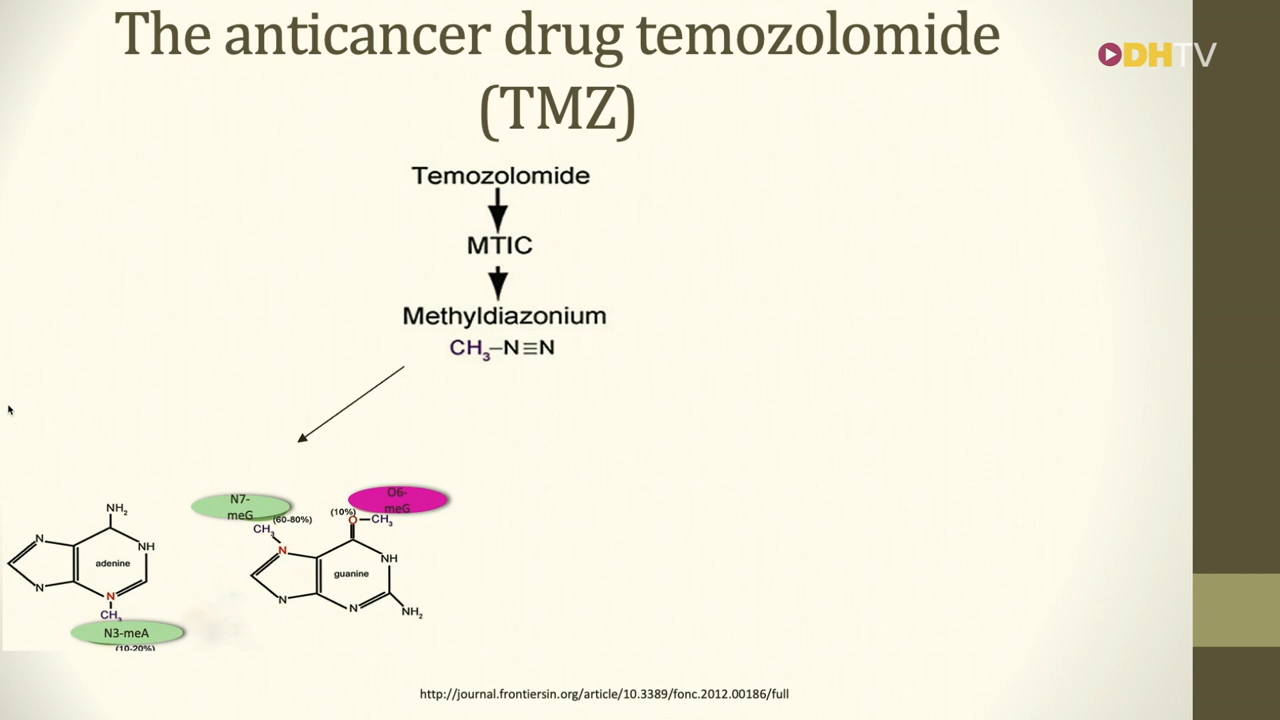 The anticancer drug temozolomide
(TMZ)
DHTV
Temozolomide
MTIC
Methyldiazonium
CH3–N≡N
N7-
meG
(60-80%)
O6-
meG
(10%)
NH2
N
NH
adenine
N
N
CH3
N3-meA
(10-20%)
CH3
O–CH3
N
NH
guanine
N
N
NH2
http://journal.frontiersin.org/article/10.3389/fonc.2012.00186/full